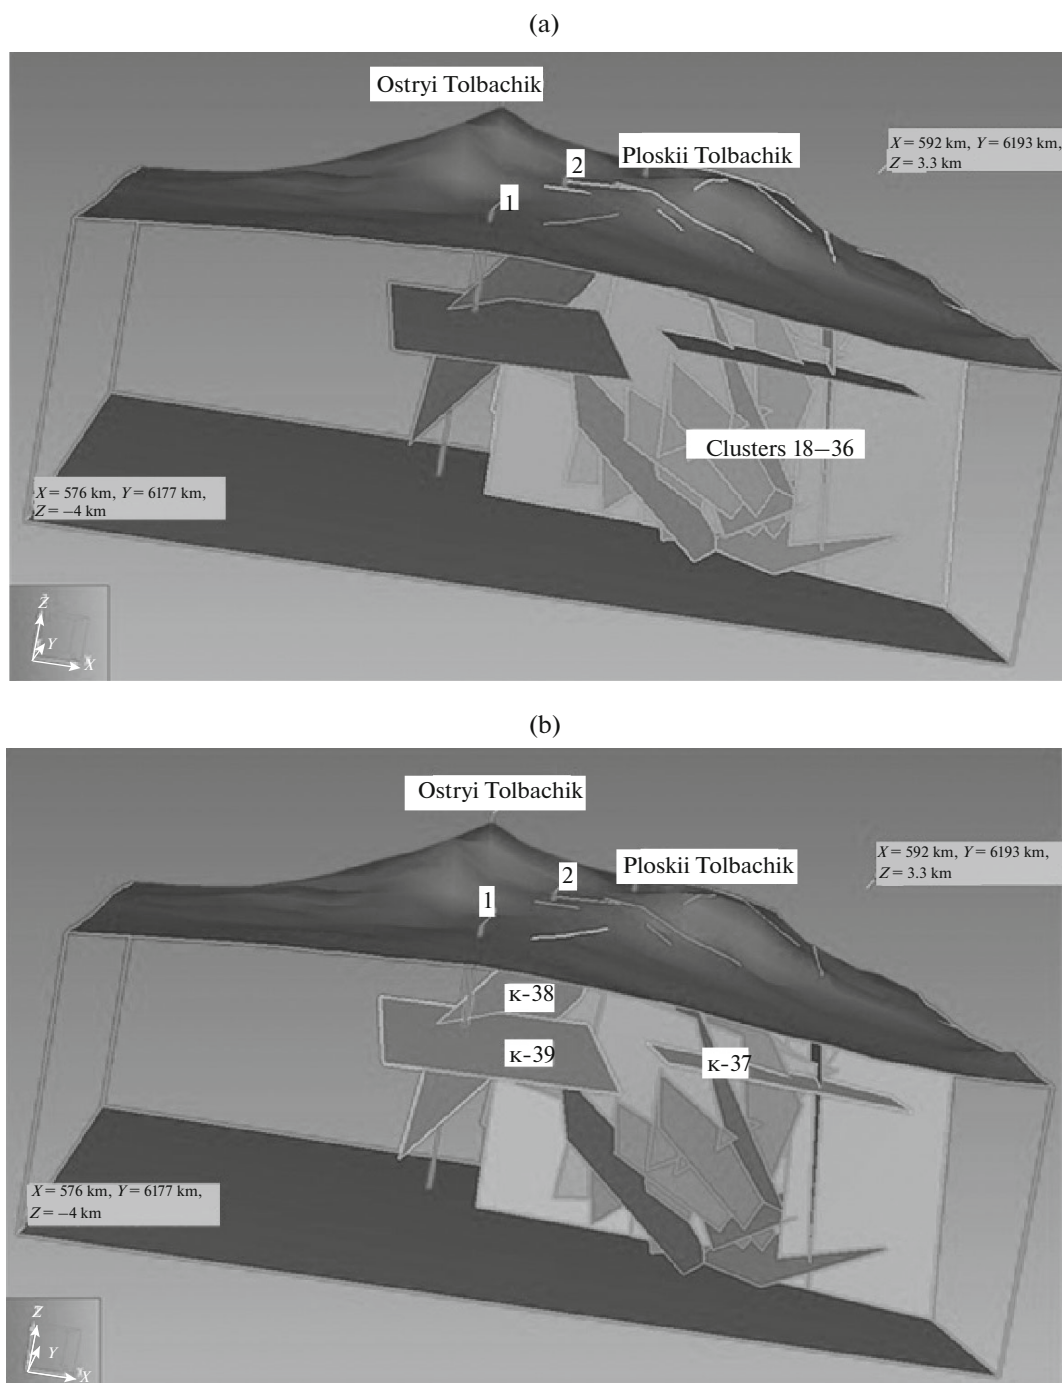 (a)
Ostryi Tolbachik
Ploskii Tolbachik
2
1
X = 592 km, Y = 6193 km,
Z = 3.3 km
Clusters 18–36
X = 576 km, Y = 6177 km,
Z = –4 km
Z
Y
X
(b)
Ostryi Tolbachik
Ploskii Tolbachik
2
1
X = 592 km, Y = 6193 km,
Z = 3.3 km
к-38
к-39
к-37
X = 576 km, Y = 6177 km,
Z = –4 km
Z
Y
X